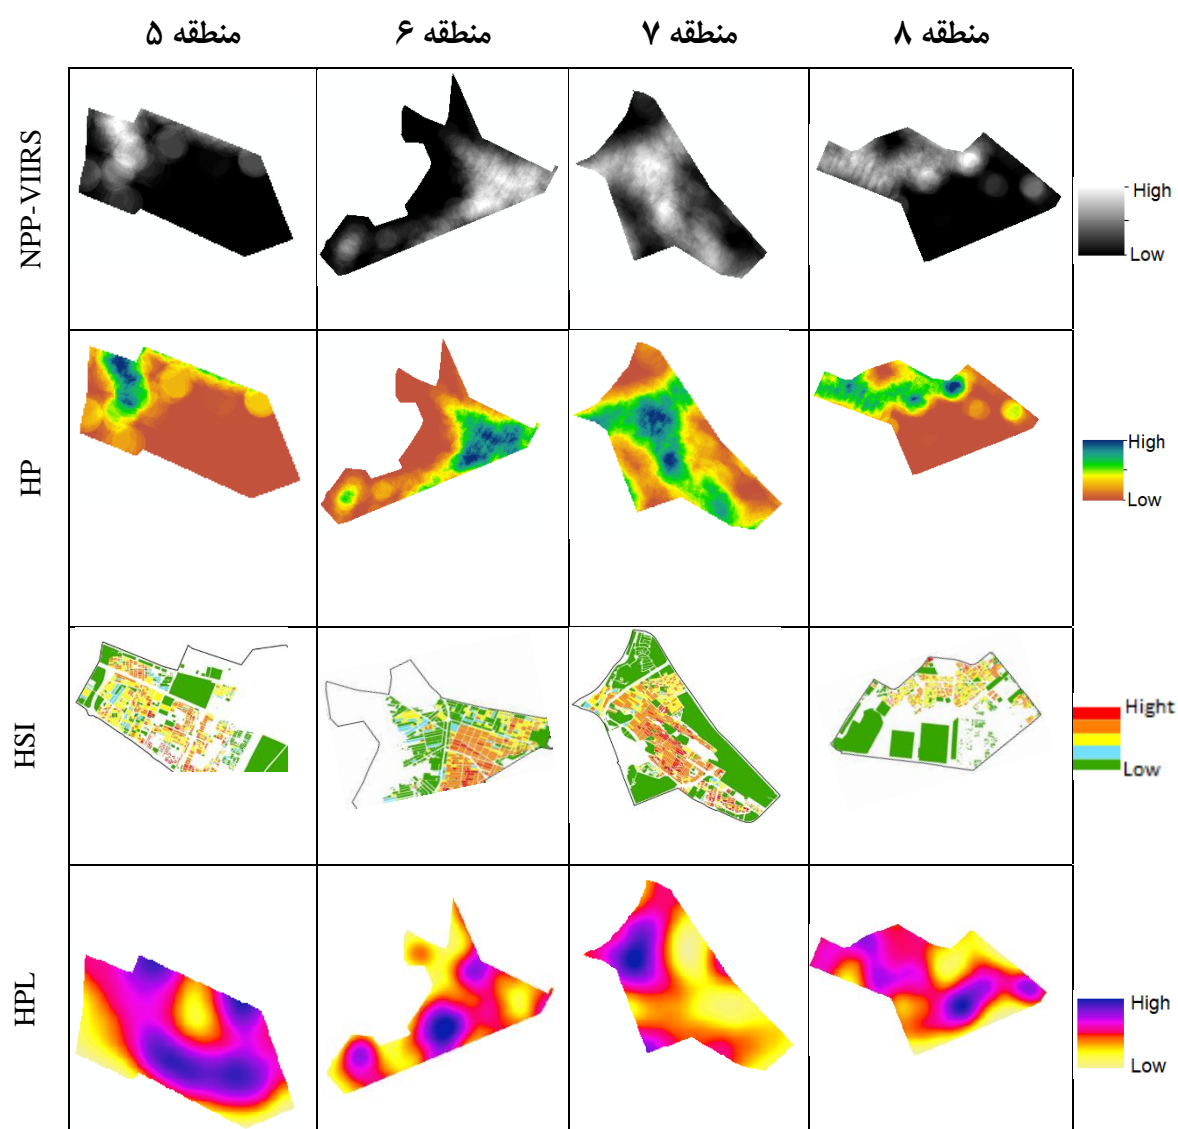 منطقه ۵
منطقه ۶
منطقه ۷
منطقه ۸
NPP-VIIRS
High
Low
HP
High
Low
HSI
Hight
Low
HPL
High
Low